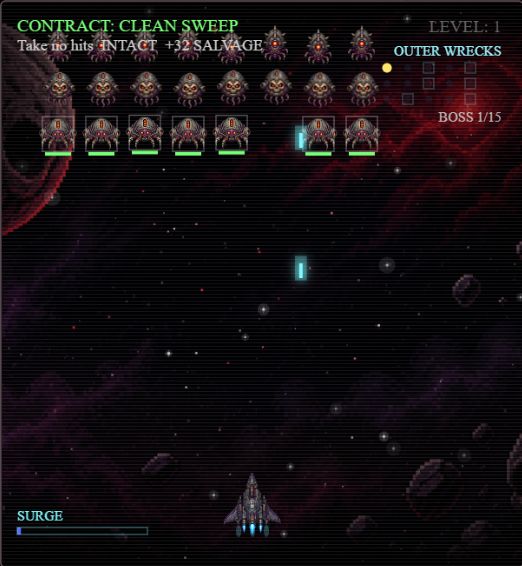 CONTRACT: CLEAN SWEEP
LEVEL: 1
Take no hits INTACT +32 SALVAGE
OUTER WRECKS
BOSS 1/15
SURGE